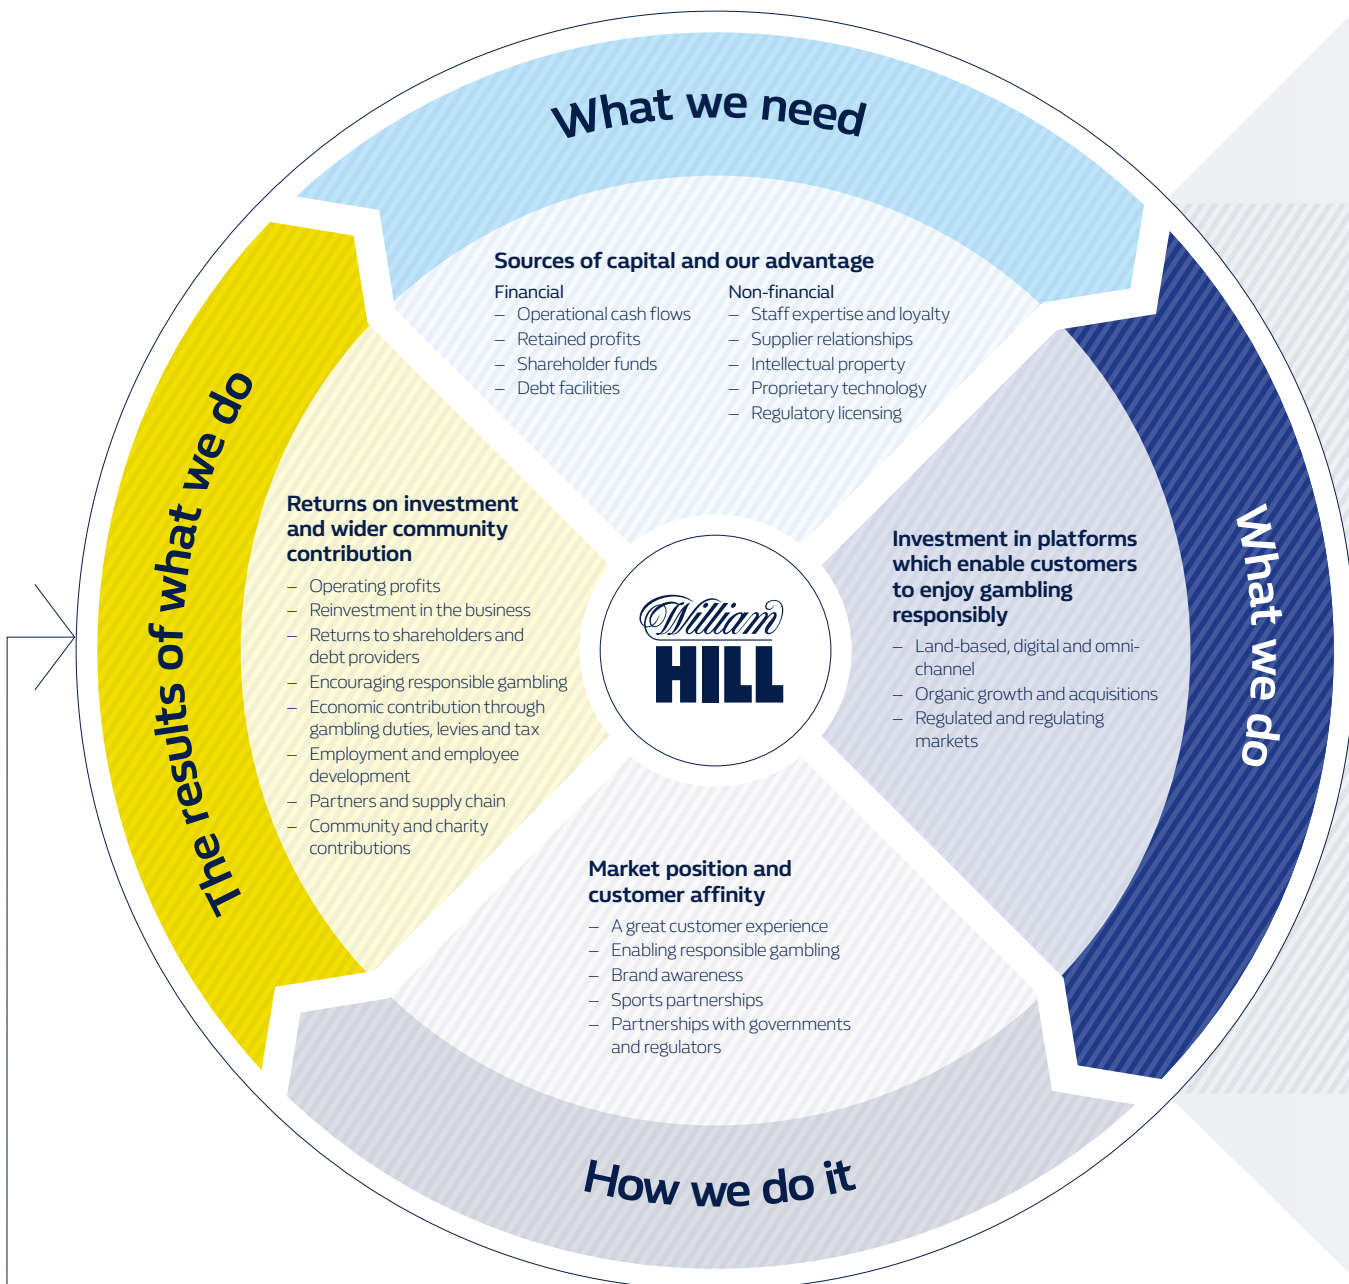 What we need
Sources of capital and our advantage
Financial
– Operational cash flows
– Retained profits
– Shareholder funds
– Debt facilities
Non-financial
– Staff expertise and loyalty
– Supplier relationships
– Intellectual property
– Proprietary technology
– Regulatory licensing
What we do
Investment in platforms
which enable customers
to enjoy gambling
responsibly
– Land-based, digital and omni-
channel
– Organic growth and acquisitions
– Regulated and regulating
markets
How we do it
Market position and
customer affinity
– A great customer experience
– Enabling responsible gambling
– Brand awareness
– Sports partnerships
– Partnerships with governments
and regulators
The results of what we do
Returns on investment
and wider community
contribution
– Operating profits
– Reinvestment in the business
– Returns to shareholders and
debt providers
– Encouraging responsible gambling
– Economic contribution through
gambling duties, levies and tax
– Employment and employee
development
– Partners and supply chain
– Community and charity
contributions
William
HILL